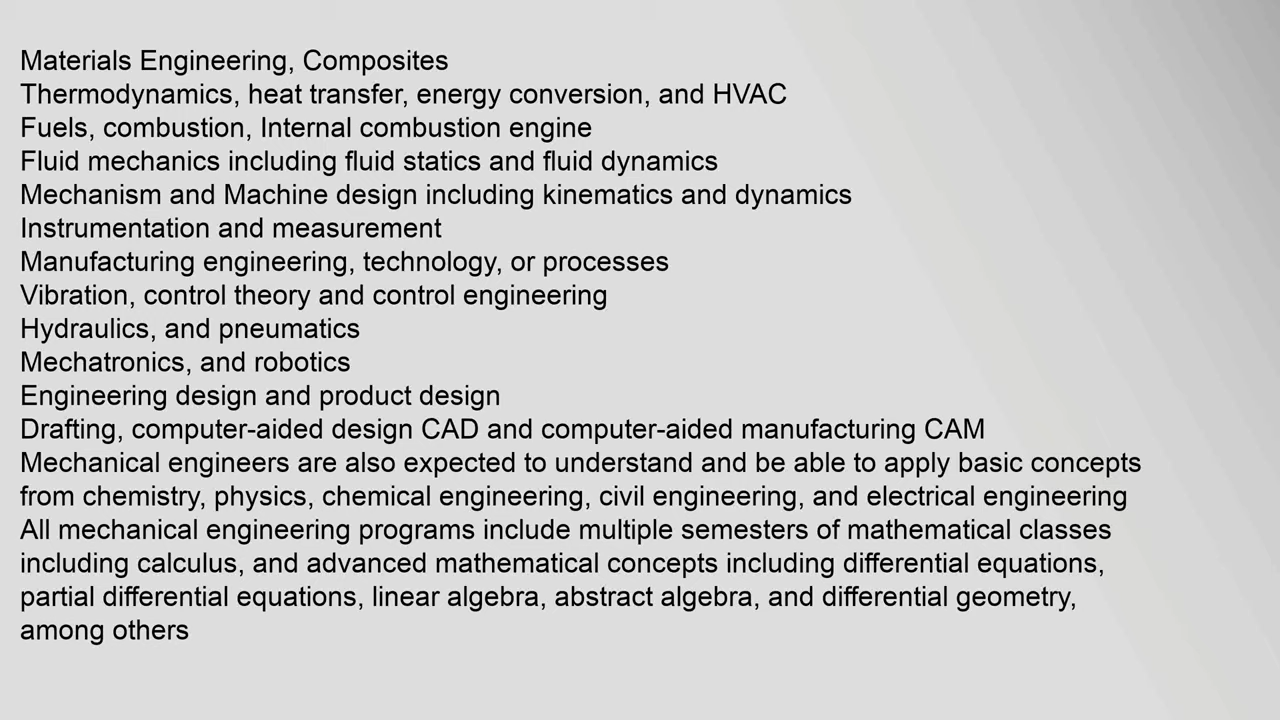 Materials Engineering, Composites
Thermodynamics, heat transfer, energy conversion, and HVAC
Fuels, combustion, Internal combustion engine
Fluid mechanics including fluid statics and fluid dynamics
Mechanism and Machine design including kinematics and dynamics
Instrumentation and measurement
Manufacturing engineering, technology, or processes
Vibration, control theory and control engineering
Hydraulics, and pneumatics
Mechatronics, and robotics
Engineering design and product design
Drafting, computer-aided design CAD and computer-aided manufacturing CAM
Mechanical engineers are also expected to understand and be able to apply basic concepts
from chemistry, physics, chemical engineering, civil engineering, and electrical engineering
All mechanical engineering programs include multiple semesters of mathematical classes
including calculus, and advanced mathematical concepts including differential equations,
partial differential equations, linear algebra, abstract algebra, and differential geometry,
among others